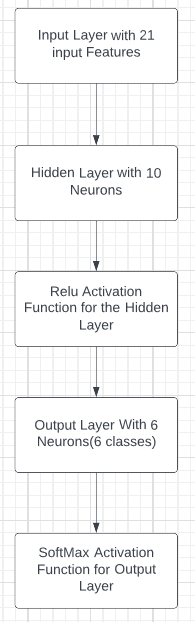 Input Layer with 21
input Features
Hidden Layer with 10
Neurons
Relu Activation
Function for the Hidden
Layer
Output Layer With 6
Neurons(6 classes)
SoftMax Activation
Function for Output
Layer